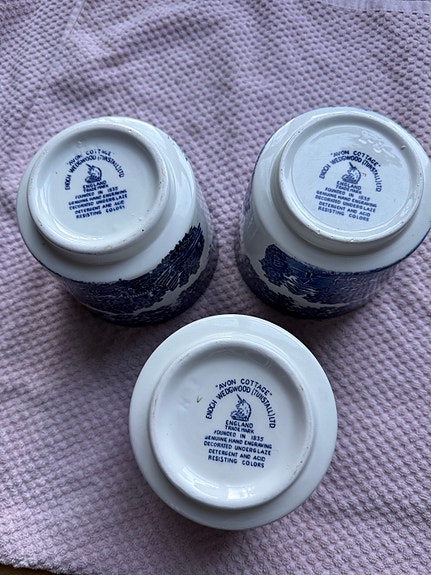 "AVON COTTAGE"
ENOCH WEDGWOOD (TUNSTALL) LTD
ENGLAND
TRADE MARK
FOUNDED IN 1835
GENUINE HAND ENGRAVING
DECORATED UNDERGLAZE
DETERGENT AND ACID
RESISTING COLORS
"AVON COTTAGE"
ENOCH WEDGWOOD (TUNSTALL) LTD
ENGLAND
TRADE MARK
FOUNDED IN 1835
GENUINE HAND ENGRAVING
DECORATED UNDERGLAZE
DETERGENT AND ACID
RESISTING COLORS
"AVON COTTAGE"
ENOCH WEDGWOOD (TUNSTALL) LTD
ENGLAND
TRADE MARK
FOUNDED IN 1835
GENUINE HAND ENGRAVING
DECORATED UNDERGLAZE
DETERGENT AND ACID
RESISTING COLORS